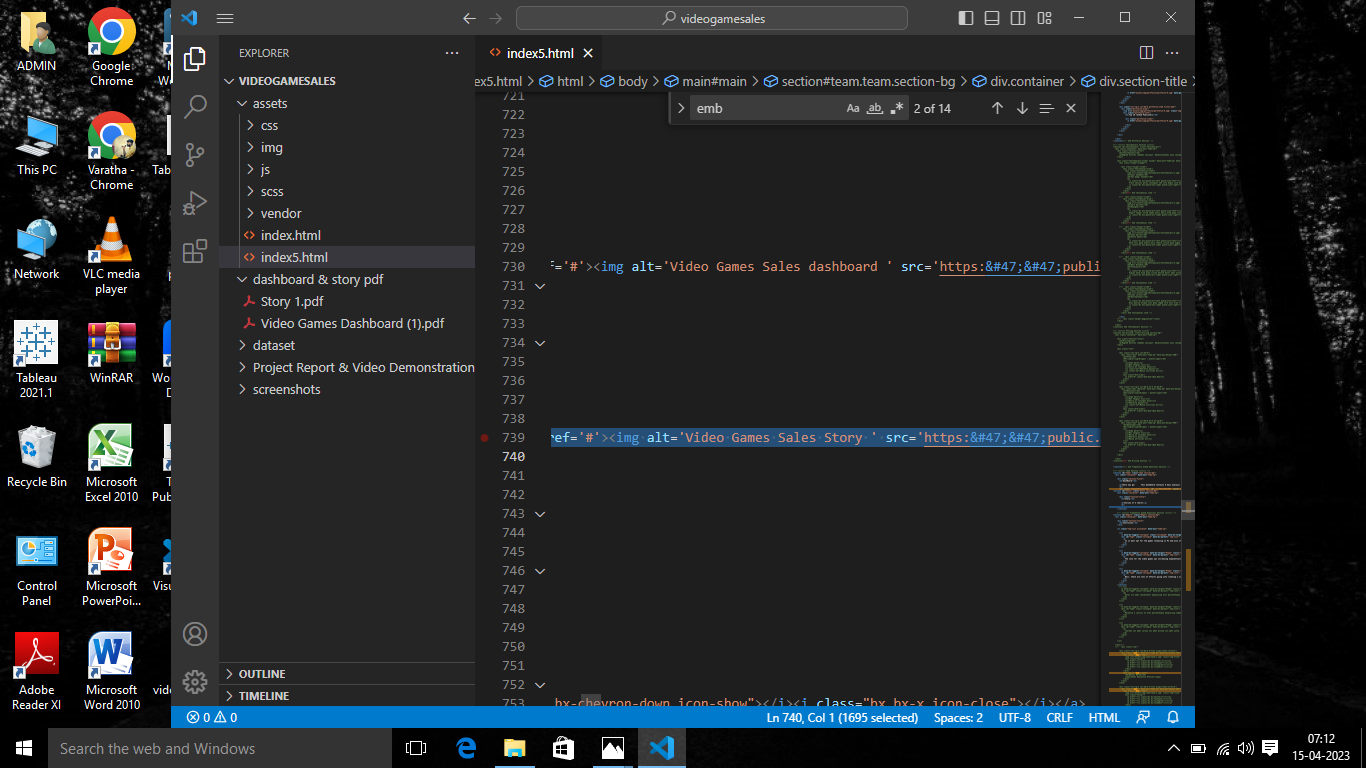 ADMIN
Google
Chrome
This PC
Varatha -
Chrome
Network
VLC media
player
Tableau
2021.1
WinRAR
Recycle Bin
Microsoft
Excel 2010
Control
Panel
Microsoft
PowerPoi...
Adobe
Reader XI
Microsoft
Word 2010
videogamesales
EXPLORER
VIDEOGAMESALES
assets
css
img
js
scss
vendor
index.html
index5.html
dashboard & story pdf
Story 1.pdf
Video Games Dashboard (1).pdf
dataset
Project Report & Video Demonstration
screenshots
OUTLINE
TIMELINE
index5.html
ex5.html > html > body > main#main > section#team.team.section-bg > div.container > div.section-title
emb Aa ab 2 of 14
721
722
723
724
725
726
727
728
729
730 f='#'><img alt='Video Games Sales dashboard ' src='https:&#47;&#47;publi
731
732
733
734
735
736
737
738
739 ref='#'><img alt='Video Games Sales Story ' src='https:&#47;&#47;public.
740
741
742
743
744
745
746
747
748
749
750
751
752
753 bx-chevron-down icon-show"></i><i class="bx bx-x icon-close"></i></a>
0 0 Ln 740, Col 1 (1695 selected) Spaces: 2 UTF-8 CRLF HTML
Search the web and Windows
07:12
15-04-2023